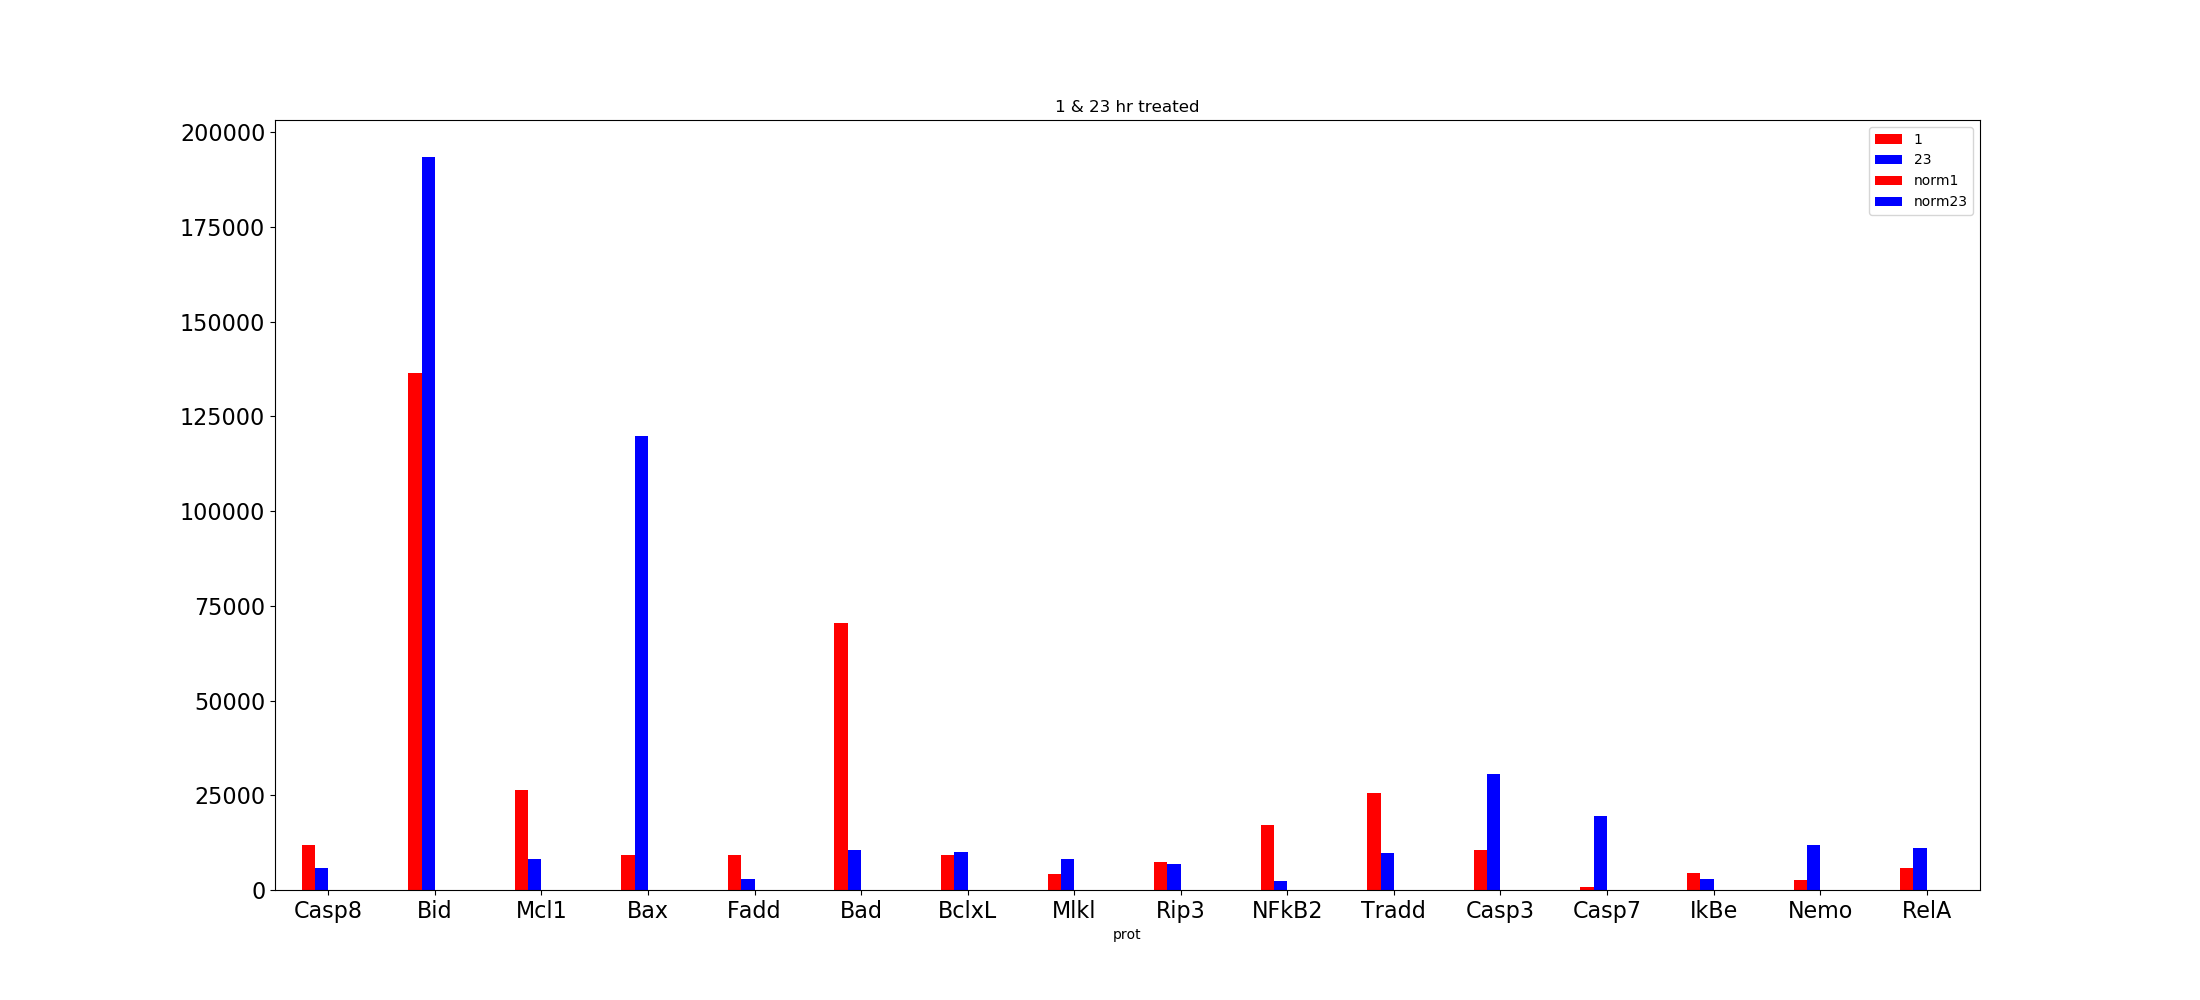 1 & 23 hr treated
200000
175000
150000
125000
100000
75000
50000
25000
0
1
23
norm1
norm23
Casp8 Bid Mcl1 Bax Fadd Bad BclxL Mlkl Rip3 NFkB2 Tradd Casp3 Casp7 IkBe Nemo RelA
prot